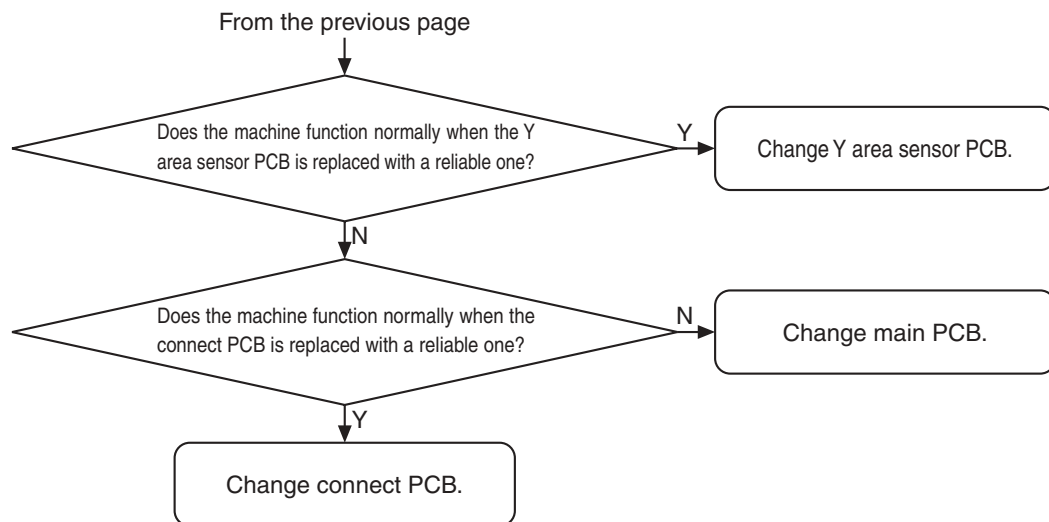 From the previous page
Does the machine function normally when the Y
area sensor PCB is replaced with a reliable one?
Y
Change Y area sensor PCB.
N
Does the machine function normally when the
connect PCB is replaced with a reliable one?
N
Change main PCB.
Y
Change connect PCB.